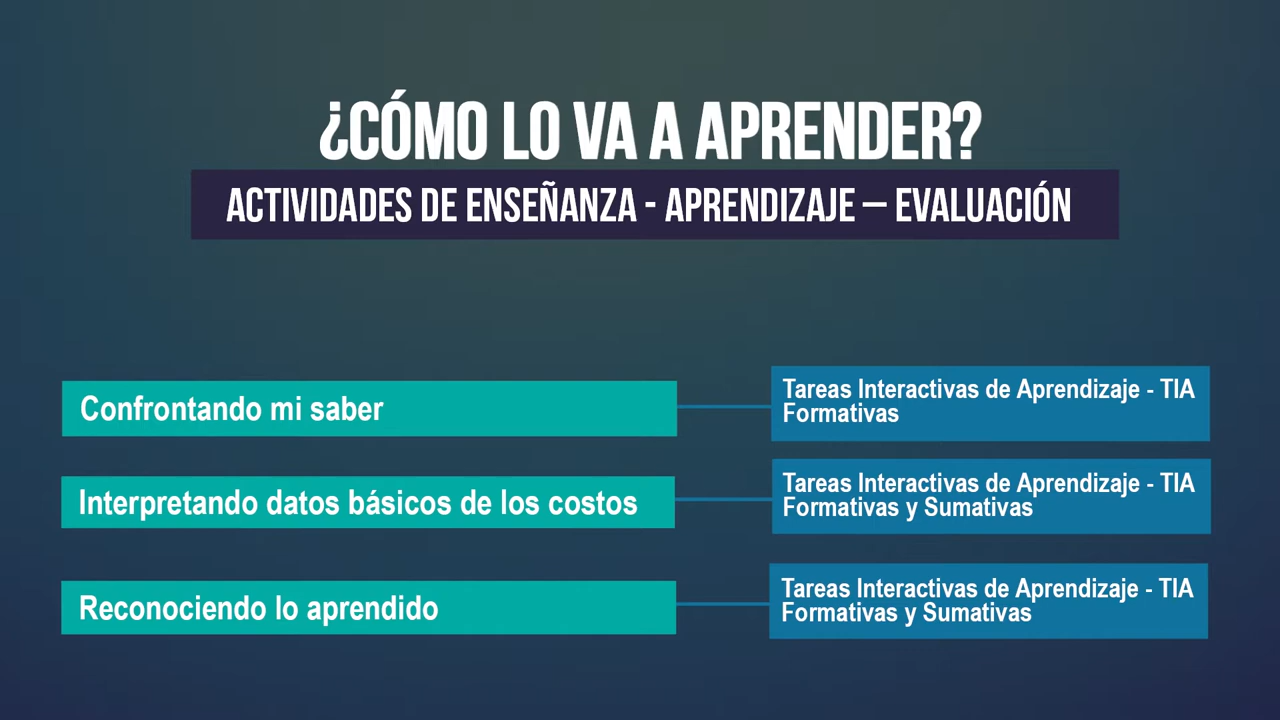 ¿CÓMO LO VA A APRENDER?
ACTIVIDADES DE ENSEÑANZA - APRENDIZAJE – EVALUACIÓN
Confrontando mi saber
Tareas Interactivas de Aprendizaje - TIA
Formativas
Interpretando datos básicos de los costos
Tareas Interactivas de Aprendizaje - TIA
Formativas y Sumativas
Reconociendo lo aprendido
Tareas Interactivas de Aprendizaje - TIA
Formativas y Sumativas